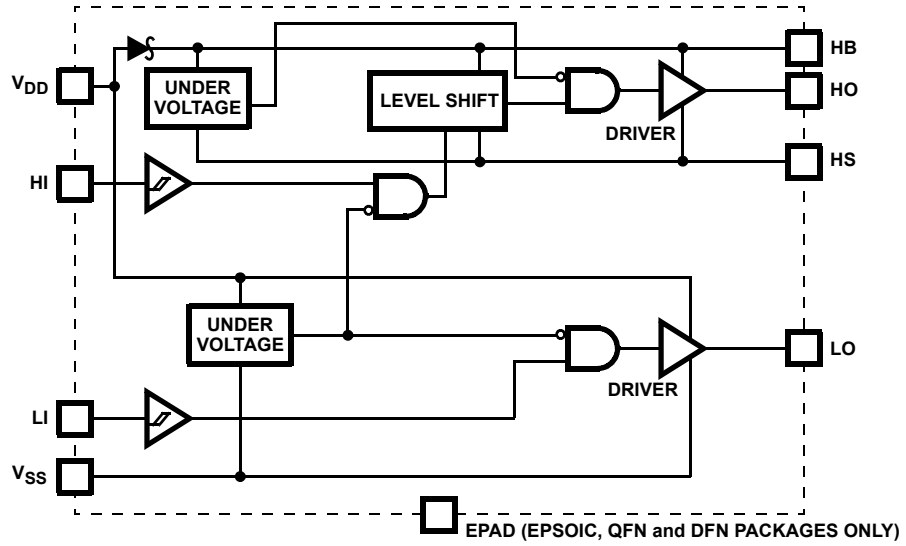 HB
VDD
UNDER
VOLTAGE
LEVEL SHIFT
HO
DRIVER
HS
HI
UNDER
VOLTAGE
LO
DRIVER
LI
VSS
EPAD (EPSOIC, QFN and DFN PACKAGES ONLY)